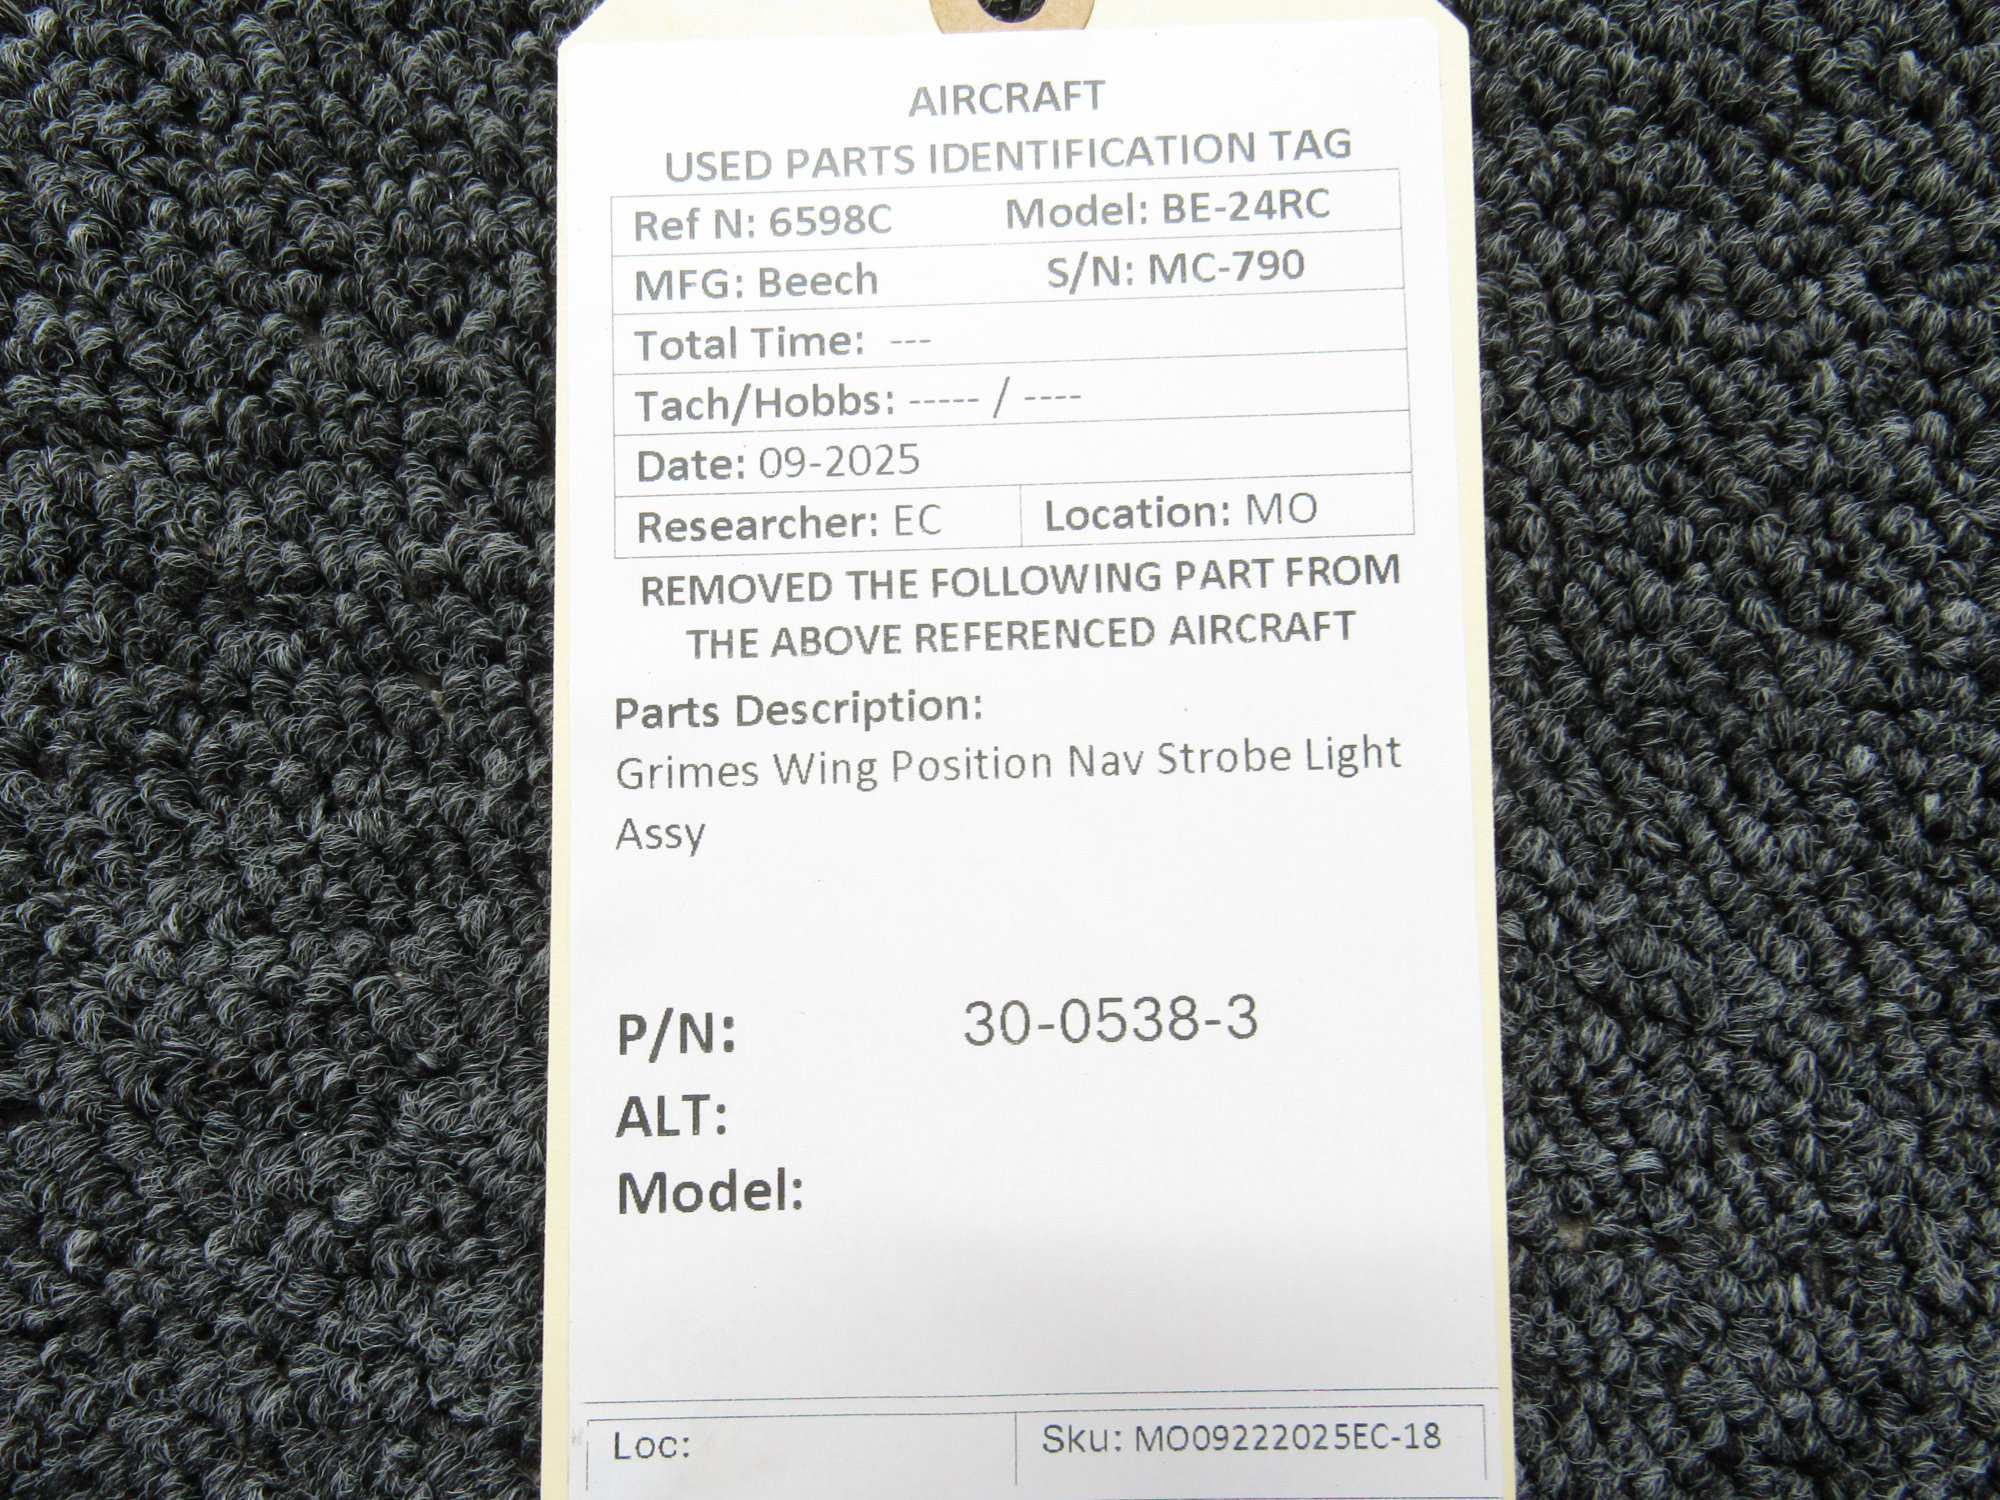 AIRCRAFT
USED PARTS IDENTIFICATION TAG
Ref N: 6598C Model: BE-24RC
MFG: Beech S/N: MC-790
Total Time: ---
Tach/Hobbs: ----- / ----
Date: 09-2025
Researcher: EC Location: MO
REMOVED THE FOLLOWING PART FROM
THE ABOVE REFERENCED AIRCRAFT
Parts Description:
Grimes Wing Position Nav Strobe Light
Assy
P/N: 30-0538-3
ALT:
Model:
Loc: Sku: MO09222025EC-18